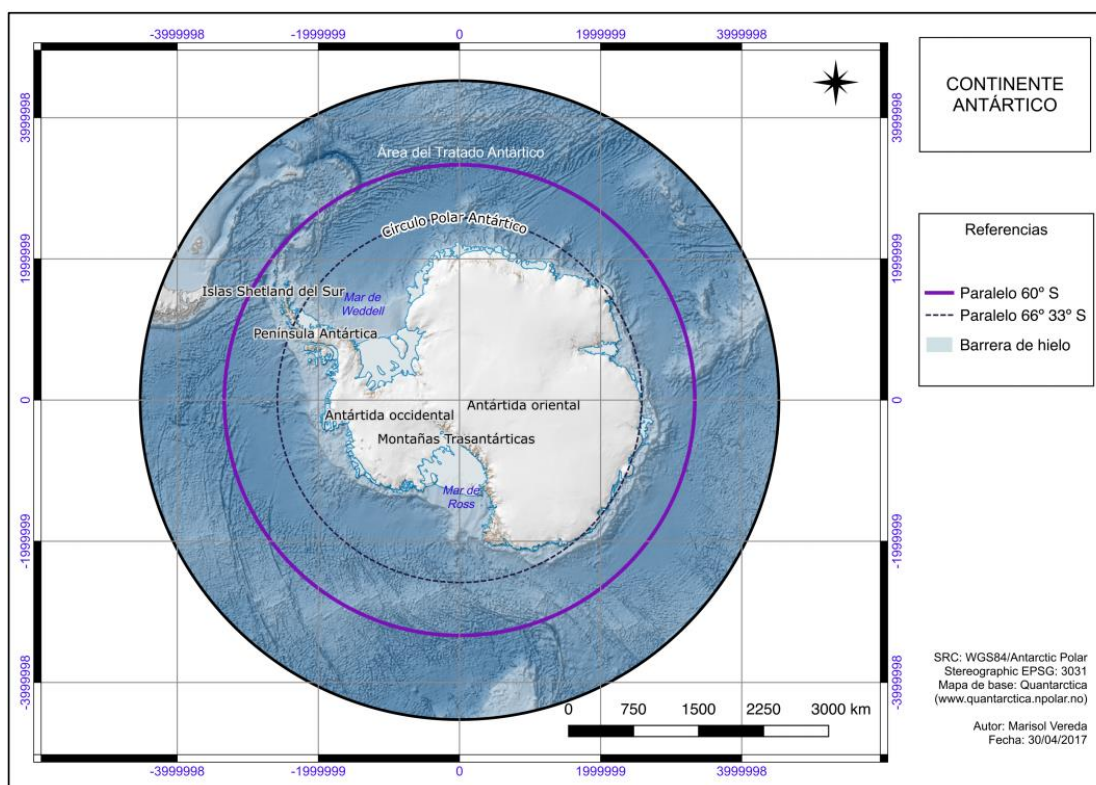 -3999998
-1999999
0
1999999
3999998
CONTINENTE
ANTÁRTICO
3999998
3999998
Área del Tratado Antártico
Círculo Polar Antártico
Referencias
1999999
1999999
Islas Shetland del Sur
Mar de
Weddell
Península Antártica
Paralelo 60º S
Paralelo 66º 33º S
Barrera de hielo
0
0
Antártida oriental
Antártida occidental
Montañas Trasantárticas
Mar de
Ross
-1999999
-1999999
-3999998
-3999998
SRC: WGS84/Antarctic Polar
Stereographic EPSG: 3031
Mapa de base: Quantarctica
(www.quantarctica.npolar.no)
Autor: Marisol Vereda
Fecha: 30/04/2017
0 750 1500 2250 3000 km
-3999998
-1999999
0
1999999
3999998